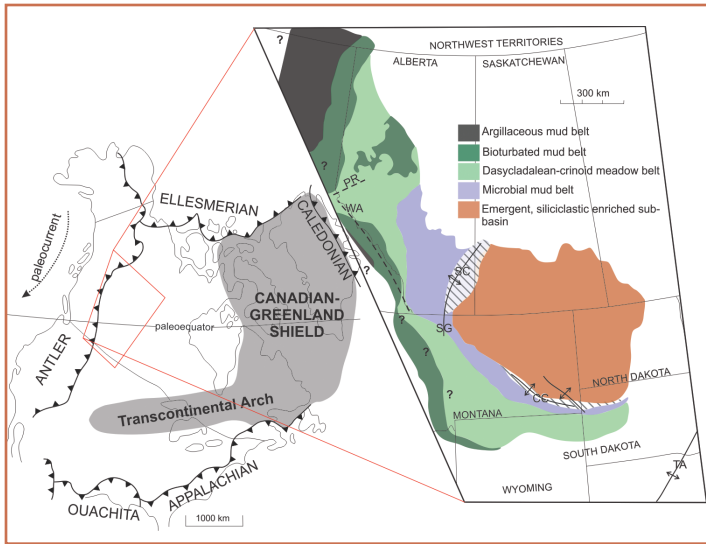 NORTHWEST TERRITORIES
ALBERTA
SASKATCHEWAN
300 km
Argillaceous mud belt
Bioturbated mud belt
Dasycladalean-crinoid meadow belt
Microbial mud belt
Emergent, siliciclastic enriched sub-
basin
?
?
PR
WA
?
?
?
?
SC
SG
CC
MONTANA
NORTH DAKOTA
SOUTH DAKOTA
WYOMING
TA
ELLESMERIAN
CALEDONIAN
paleocurrent
CANADIAN-
GREENLAND
SHIELD
paleoequator
ANTLER
Transcontinental Arch
APPALACHIAN
OUACHITA
1000 km